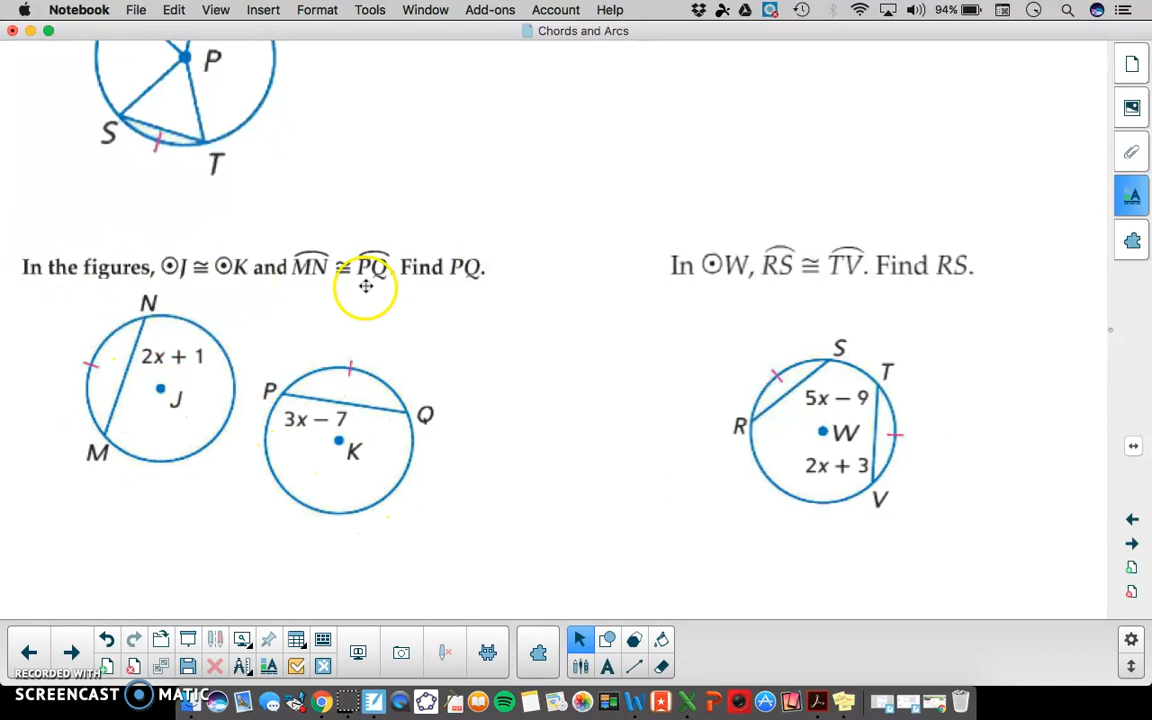 Notebook File Edit View Insert Format Tools Window Add-ons Account Help 94%
Chords and Arcs
P
S
T
In the figures, ⊙J ≅ ⊙K and MN ≅ PQ. Find PQ.
In ⊙W, RS ≅ TV. Find RS.
N
2x + 1
J
M
P
Q
3x − 7
K
S
T
5x − 9
R
W
2x + 3
V
A
RECORDED WITH
SCREENCAST MATIC